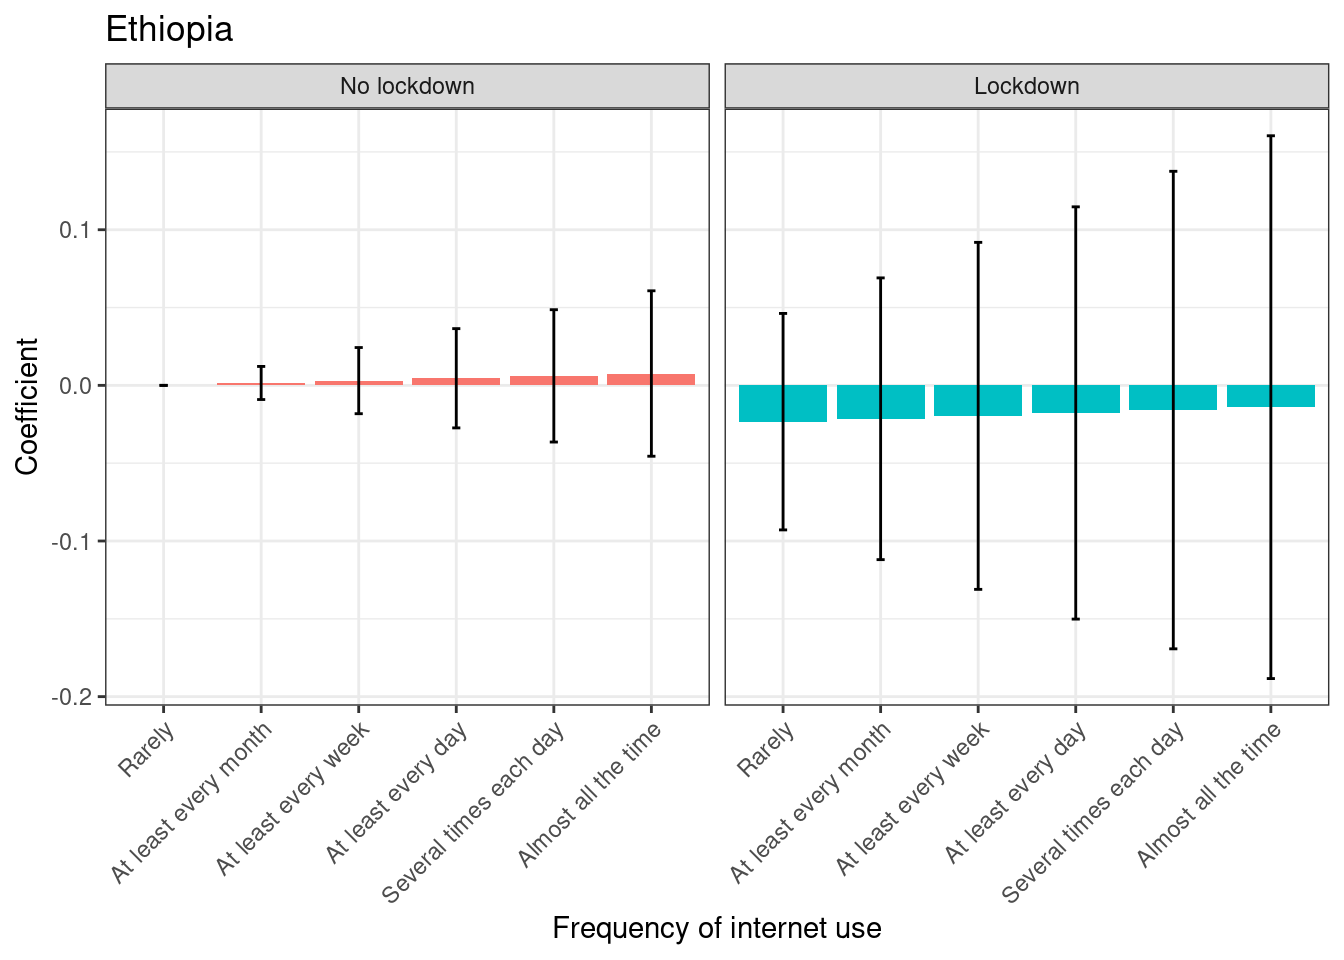 Ethiopia
No lockdown
Lockdown
Coefficient
0.1
0.0
-0.1
-0.2
Rarely
At least every month
At least every week
At least every day
Several times each day
Almost all the time
Rarely
At least every month
At least every week
At least every day
Several times each day
Almost all the time
Frequency of internet use